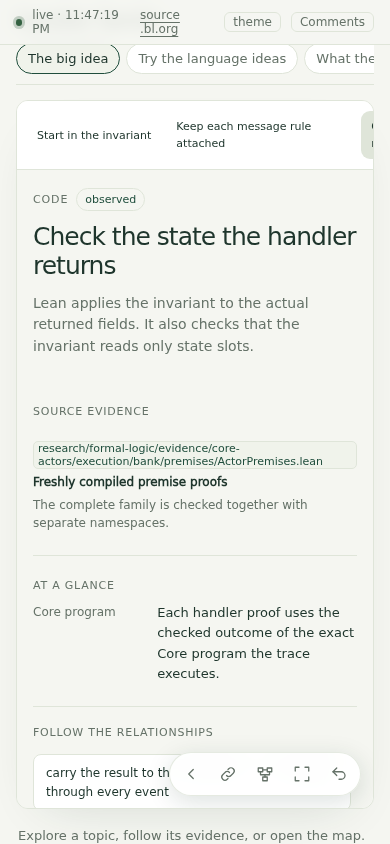 live · 11:47:19
PM
source
.bl.org
theme
Comments
The big idea
Try the language ideas
What the
Start in the invariant
Keep each message rule
attached
CODE
observed
Check the state the handler
returns
Lean applies the invariant to the actual
returned fields. It also checks that the
invariant reads only state slots.
SOURCE EVIDENCE
research/formal-logic/evidence/core-
actors/execution/bank/premises/ActorPremises.lean
Freshly compiled premise proofs
The complete family is checked together with
separate namespaces.
AT A GLANCE
Core program
Each handler proof uses the
checked outcome of the exact
Core program the trace
executes.
FOLLOW THE RELATIONSHIPS
carry the result to th
through every event
Explore a topic, follow its evidence, or open the map.